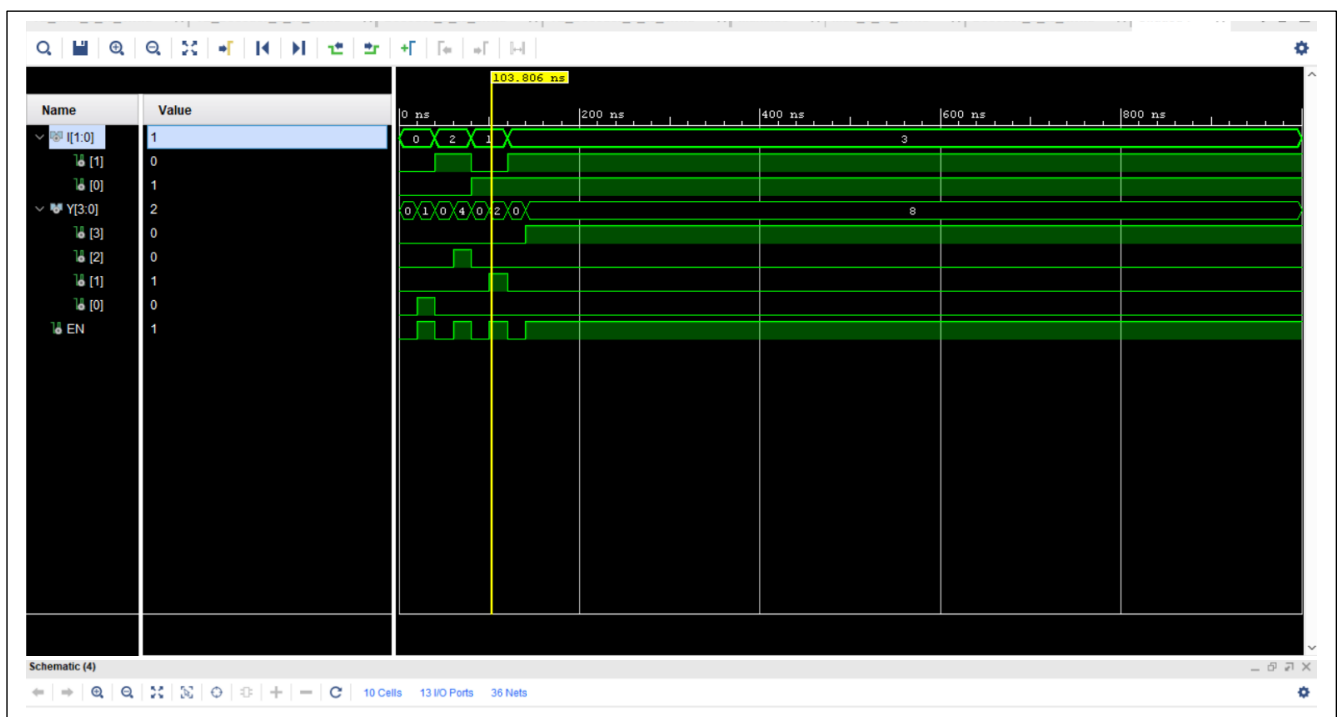 103.806 ns
Name Value
0 ns 200 ns 400 ns 600 ns 800 ns
I[1:0] 1 0 2 1 3
[1] 0
[0] 1
Y[3:0] 2 0 1 0 4 0 2 0 8
[3] 0
[2] 0
[1] 1
[0] 0
EN 1
Schematic (4)
10 Cells 13 I/O Ports 36 Nets